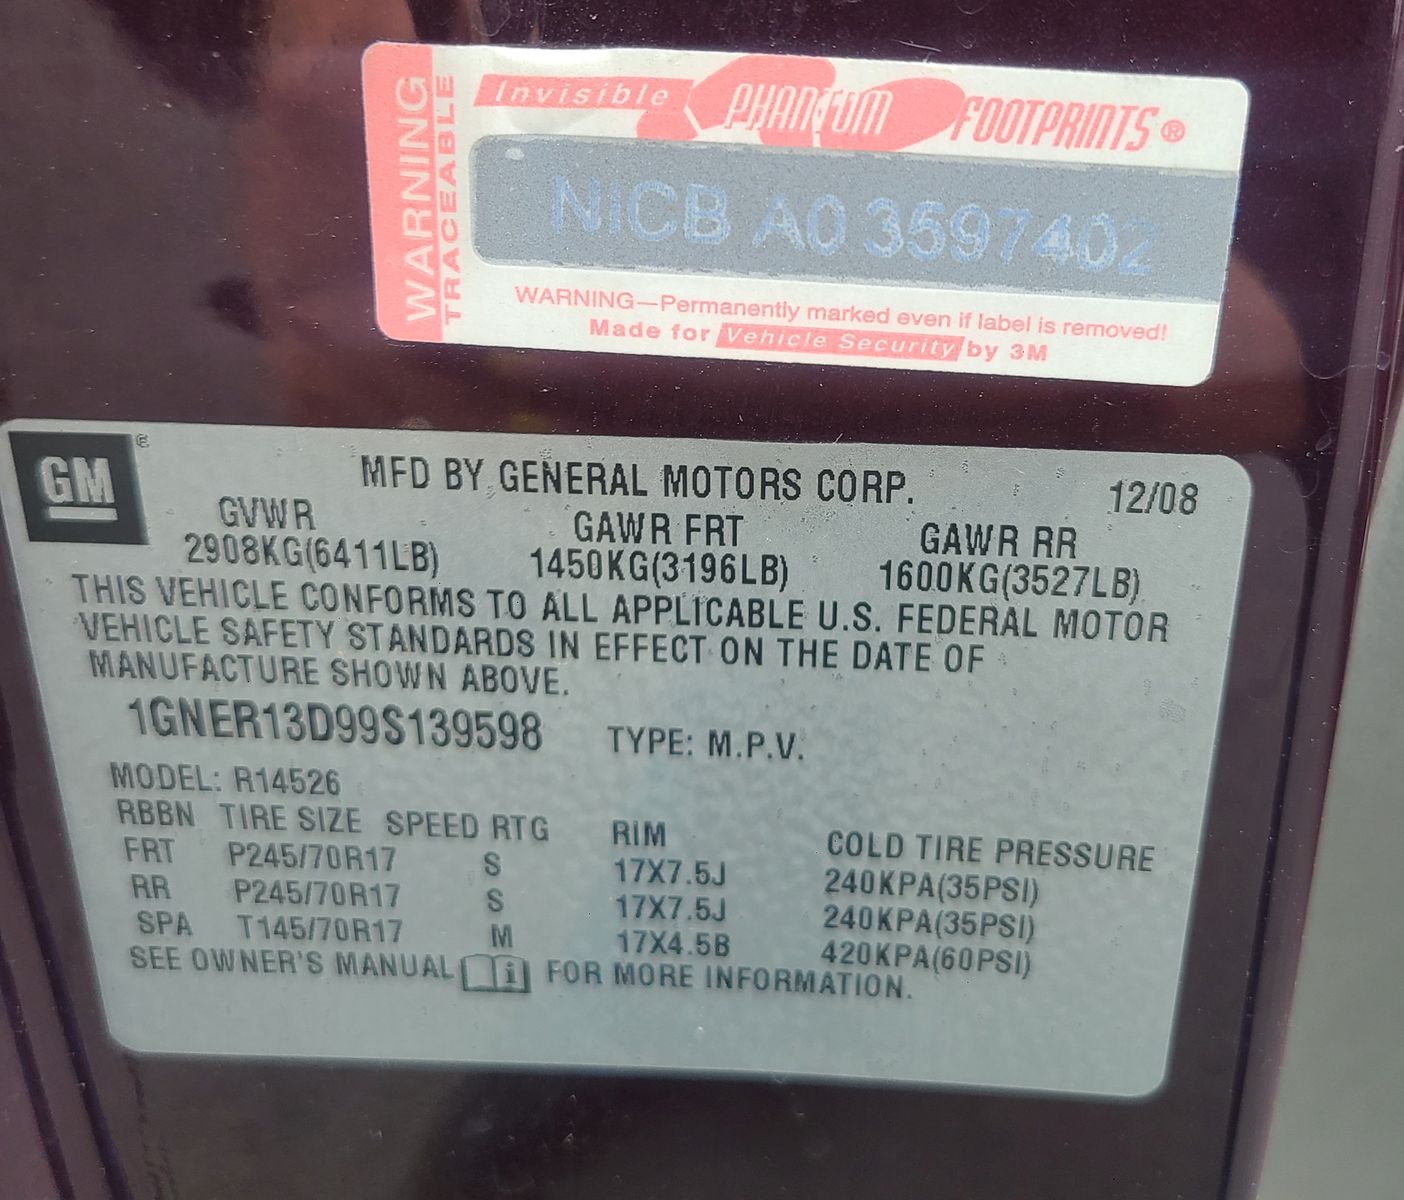 WARNING
TRACEABLE
Invisible PHANTOM FOOTPRINTS®
NICB A0 3597402
WARNING—Permanently marked even if label is removed!
Made for Vehicle Security by 3M
GM®
MFD BY GENERAL MOTORS CORP. 12/08
GVWR GAWR FRT GAWR RR
2908KG(6411LB) 1450KG(3196LB) 1600KG(3527LB)
THIS VEHICLE CONFORMS TO ALL APPLICABLE U.S. FEDERAL MOTOR
VEHICLE SAFETY STANDARDS IN EFFECT ON THE DATE OF
MANUFACTURE SHOWN ABOVE.
1GNER13D99S139598 TYPE: M.P.V.
MODEL: R14526
RBBN TIRE SIZE SPEED RTG RIM COLD TIRE PRESSURE
FRT P245/70R17 S 17X7.5J 240KPA(35PSI)
RR P245/70R17 S 17X7.5J 240KPA(35PSI)
SPA T145/70R17 M 17X4.5B 420KPA(60PSI)
SEE OWNER'S MANUAL i FOR MORE INFORMATION.